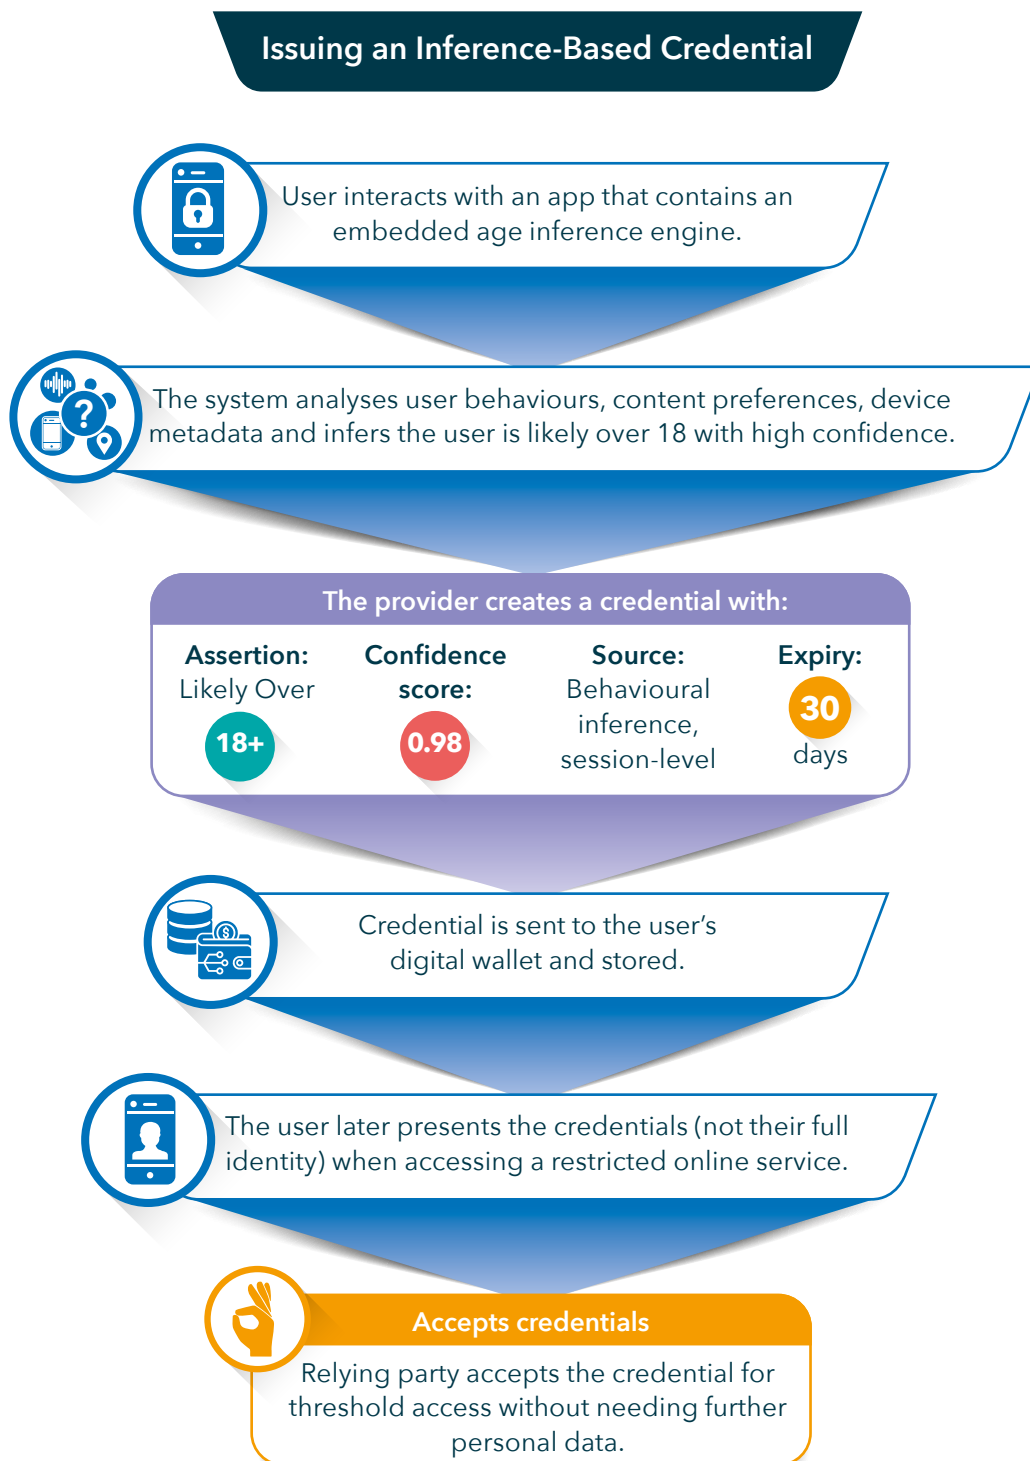 Issuing an Inference-Based Credential
User interacts with an app that contains an
embedded age inference engine.
?
The system analyses user behaviours, content preferences, device
metadata and infers the user is likely over 18 with high confidence.
The provider creates a credential with:
Assertion:
Likely Over
18+
Confidence
score:
0.98
Source:
Behavioural
inference,
session-level
Expiry:
30
days
$
Credential is sent to the user’s
digital wallet and stored.
The user later presents the credentials (not their full
identity) when accessing a restricted online service.
Accepts credentials
Relying party accepts the credential for
threshold access without needing further
personal data.